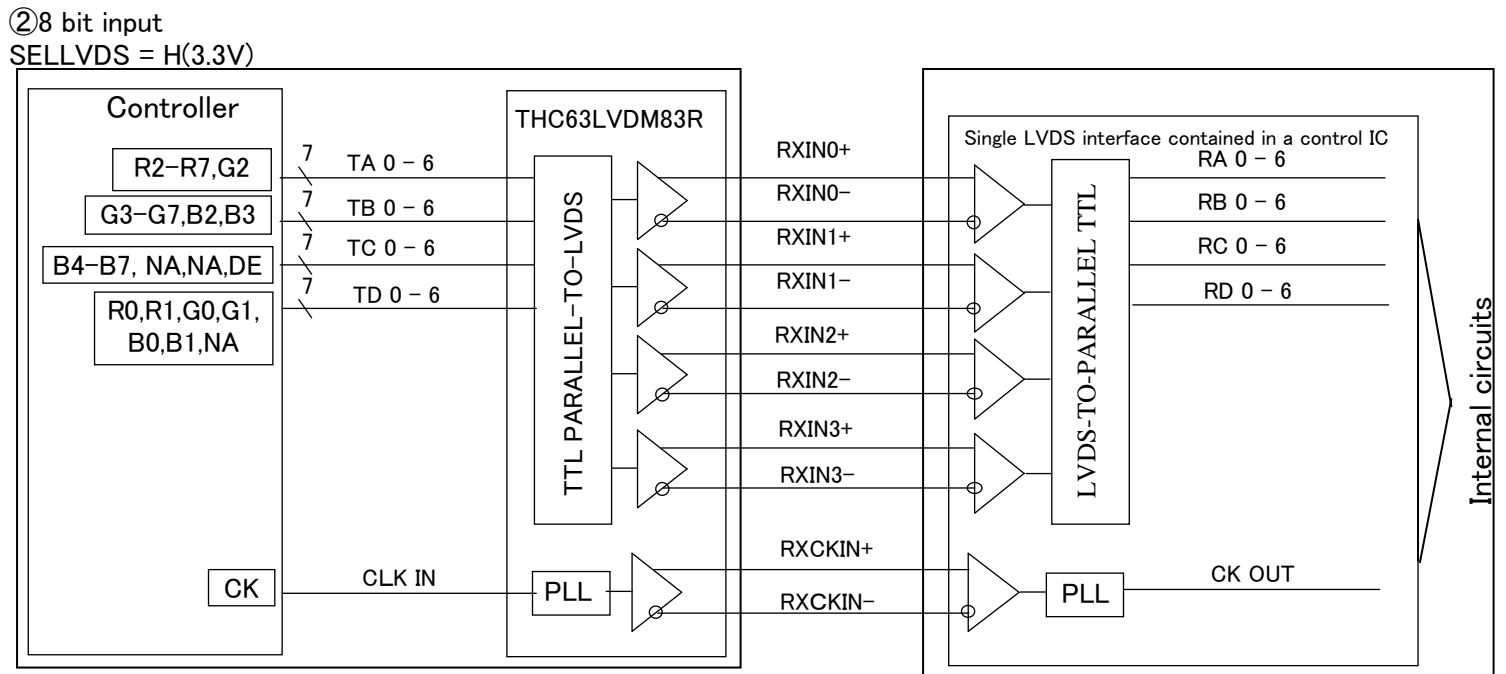 ②8 bit input
SELLVDS = H(3.3V)
Controller
R2-R7,G2
G3-G7,B2,B3
B4-B7, NA,NA,DE
R0,R1,G0,G1,
B0,B1,NA
CK
7
TA 0 - 6
7
TB 0 - 6
7
TC 0 - 6
7
TD 0 - 6
CLK IN
THC63LVDM83R
TTL PARALLEL-TO-LVDS
PLL
RXIN0+
RXIN0-
RXIN1+
RXIN1-
RXIN2+
RXIN2-
RXIN3+
RXIN3-
RXCKIN+
RXCKIN-
Single LVDS interface contained in a control IC
LVDS-TO-PARALLEL TTL
PLL
RA 0 - 6
RB 0 - 6
RC 0 - 6
RD 0 - 6
CK OUT
Internal circuits